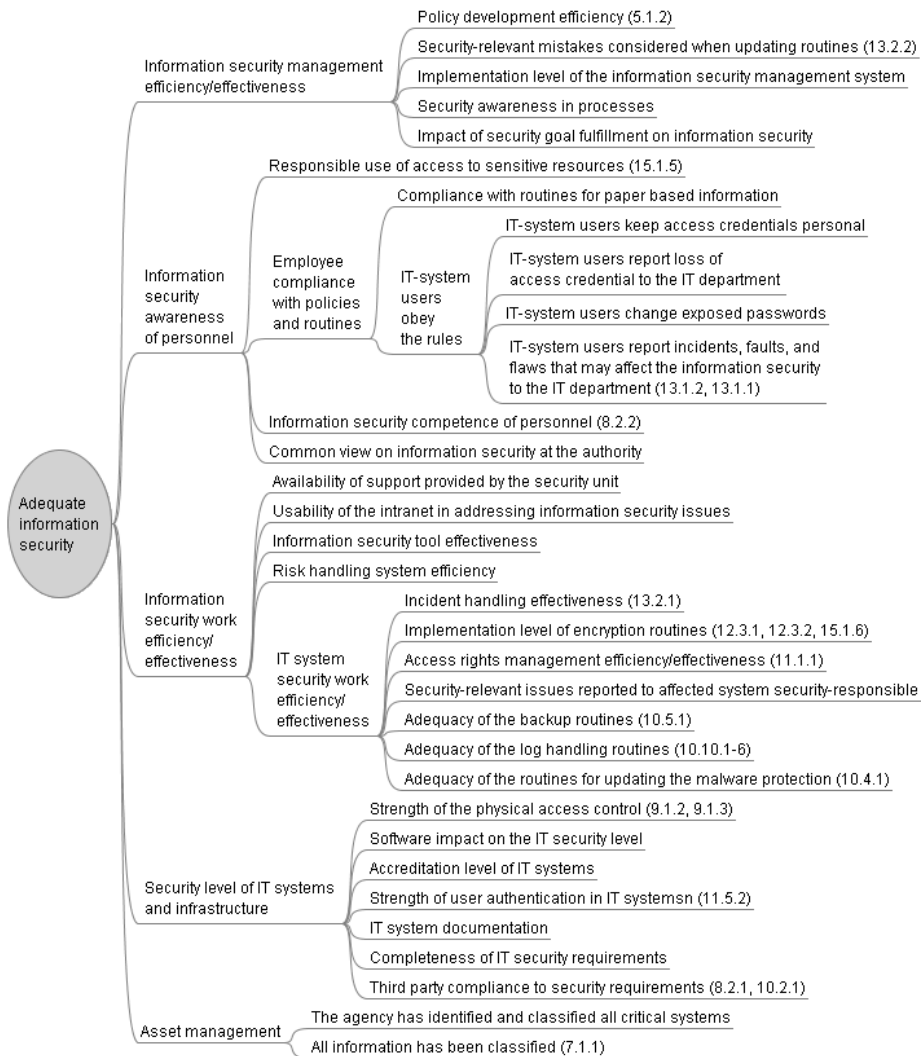 Policy development efficiency (5.1.2)
Security-relevant mistakes considered when updating routines (13.2.2)
Information security management
efficiency/effectiveness
Implementation level of the information security management system
Security awareness in processes
Impact of security goal fulfillment on information security
Responsible use of access to sensitive resources (15.1.5)
Compliance with routines for paper based information
IT-system users keep access credentials personal
Information
security
awareness
of personnel
Employee
compliance
with policies
and routines
IT-system
users
obey
the rules
IT-system users report loss of
access credential to the IT department
IT-system users change exposed passwords
IT-system users report incidents, faults, and
flaws that may affect the information security
to the IT department (13.1.2, 13.1.1)
Information security competence of personnel (8.2.2)
Common view on information security at the authority
Adequate
information
security
Availability of support provided by the security unit
Usability of the intranet in addressing information security issues
Information security tool effectiveness
Risk handling system efficiency
Information
security work
efficiency/
effectiveness
IT system
security work
efficiency/
effectiveness
Incident handling effectiveness (13.2.1)
Implementation level of encryption routines (12.3.1, 12.3.2, 15.1.6)
Access rights management efficiency/effectiveness (11.1.1)
Security-relevant issues reported to affected system security-responsible
Adequacy of the backup routines (10.5.1)
Adequacy of the log handling routines (10.10.1-6)
Adequacy of the routines for updating the malware protection (10.4.1)
Strength of the physical access control (9.1.2, 9.1.3)
Software impact on the IT security level
Accreditation level of IT systems
Security level of IT systems
and infrastructure
Strength of user authentication in IT systemsn (11.5.2)
IT system documentation
Completeness of IT security requirements
Third party compliance to security requirements (8.2.1, 10.2.1)
Asset management
The agency has identified and classified all critical systems
All information has been classified (7.1.1)